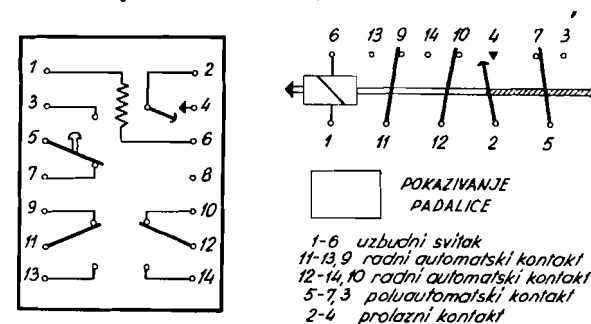 1 2
3 4
5 6
7 8
9 10
11 12
13 14
6 13 9 14 10 4 7 3
1 11 12 2 5
POKAZIVANJE
PADALICE
1-6 uzbudni svitak
11-13,9 radni automatski kontakt
12-14,10 radni automatski kontakt
5-7,3 poluautomatski kontakt
2-4 prolazni kontakt